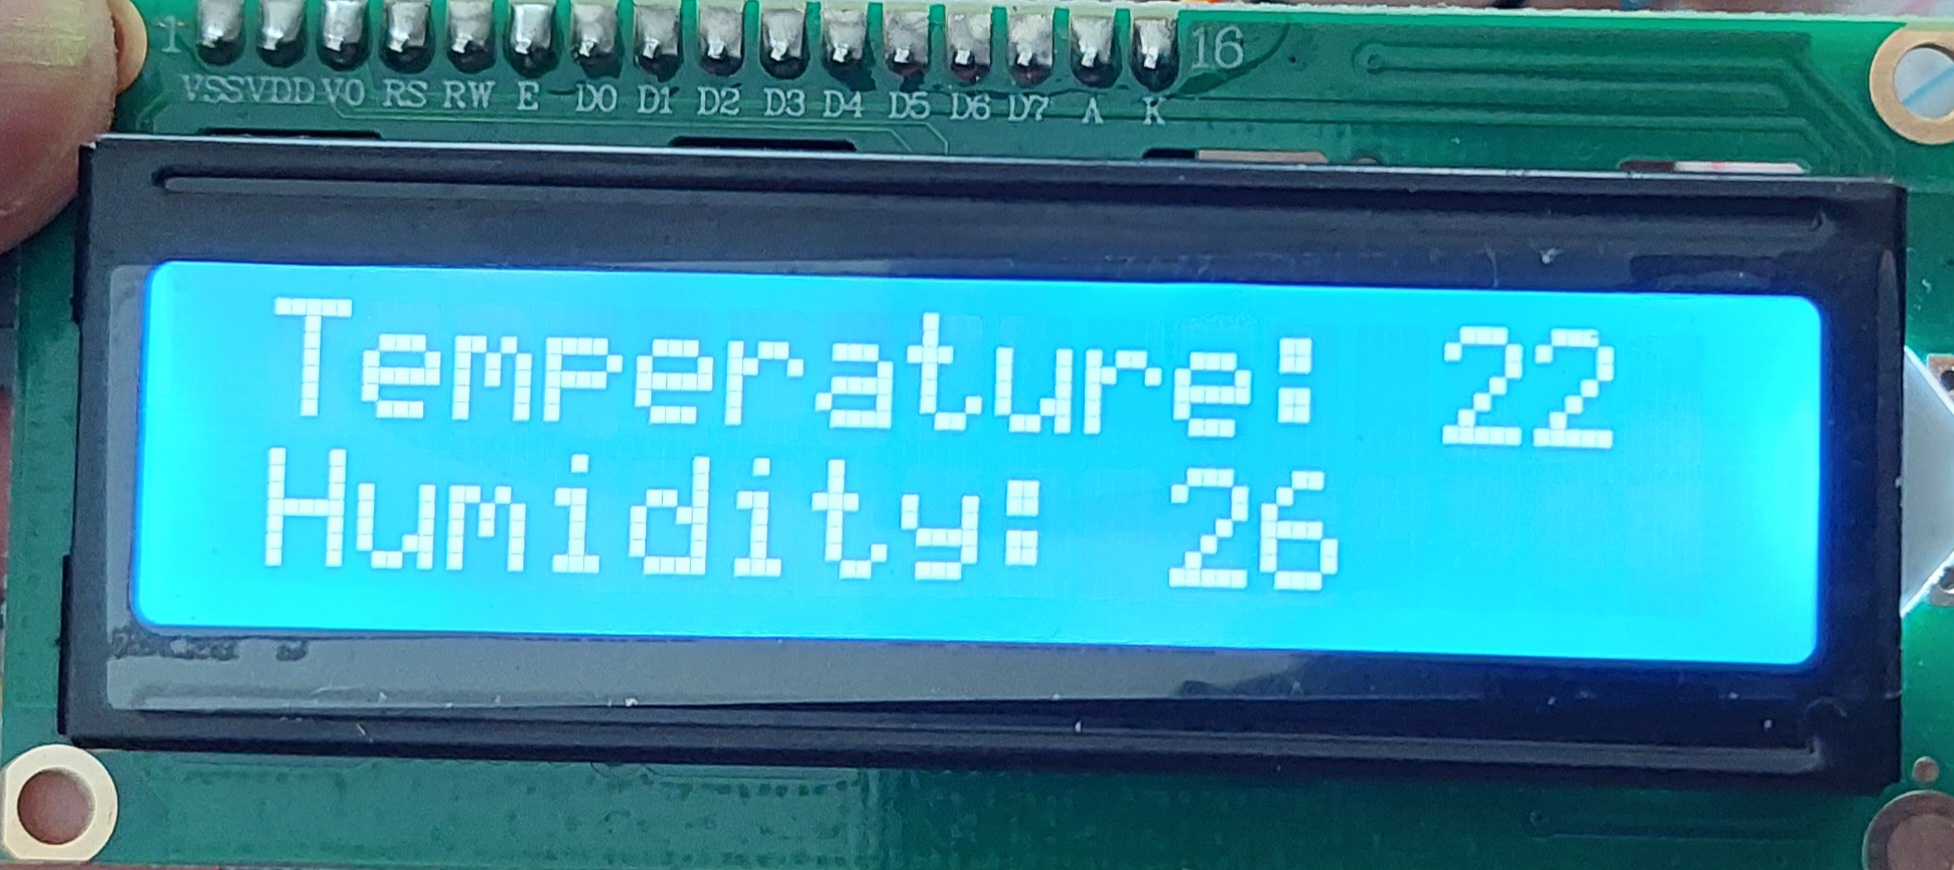 1 VSS VDD V0 RS RW E D0 D1 D2 D3 D4 D5 D6 D7 A K 16
Temperature: 22
Humidity: 26